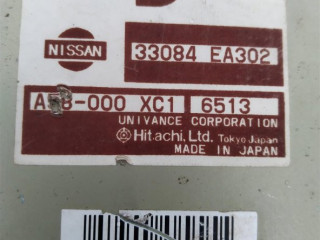 NISSAN
33084 EA302
-000 XC1 6513
UNIVANCE CORPORATION
Hitachi, Ltd. Tokyo Japan
MADE IN JAPAN